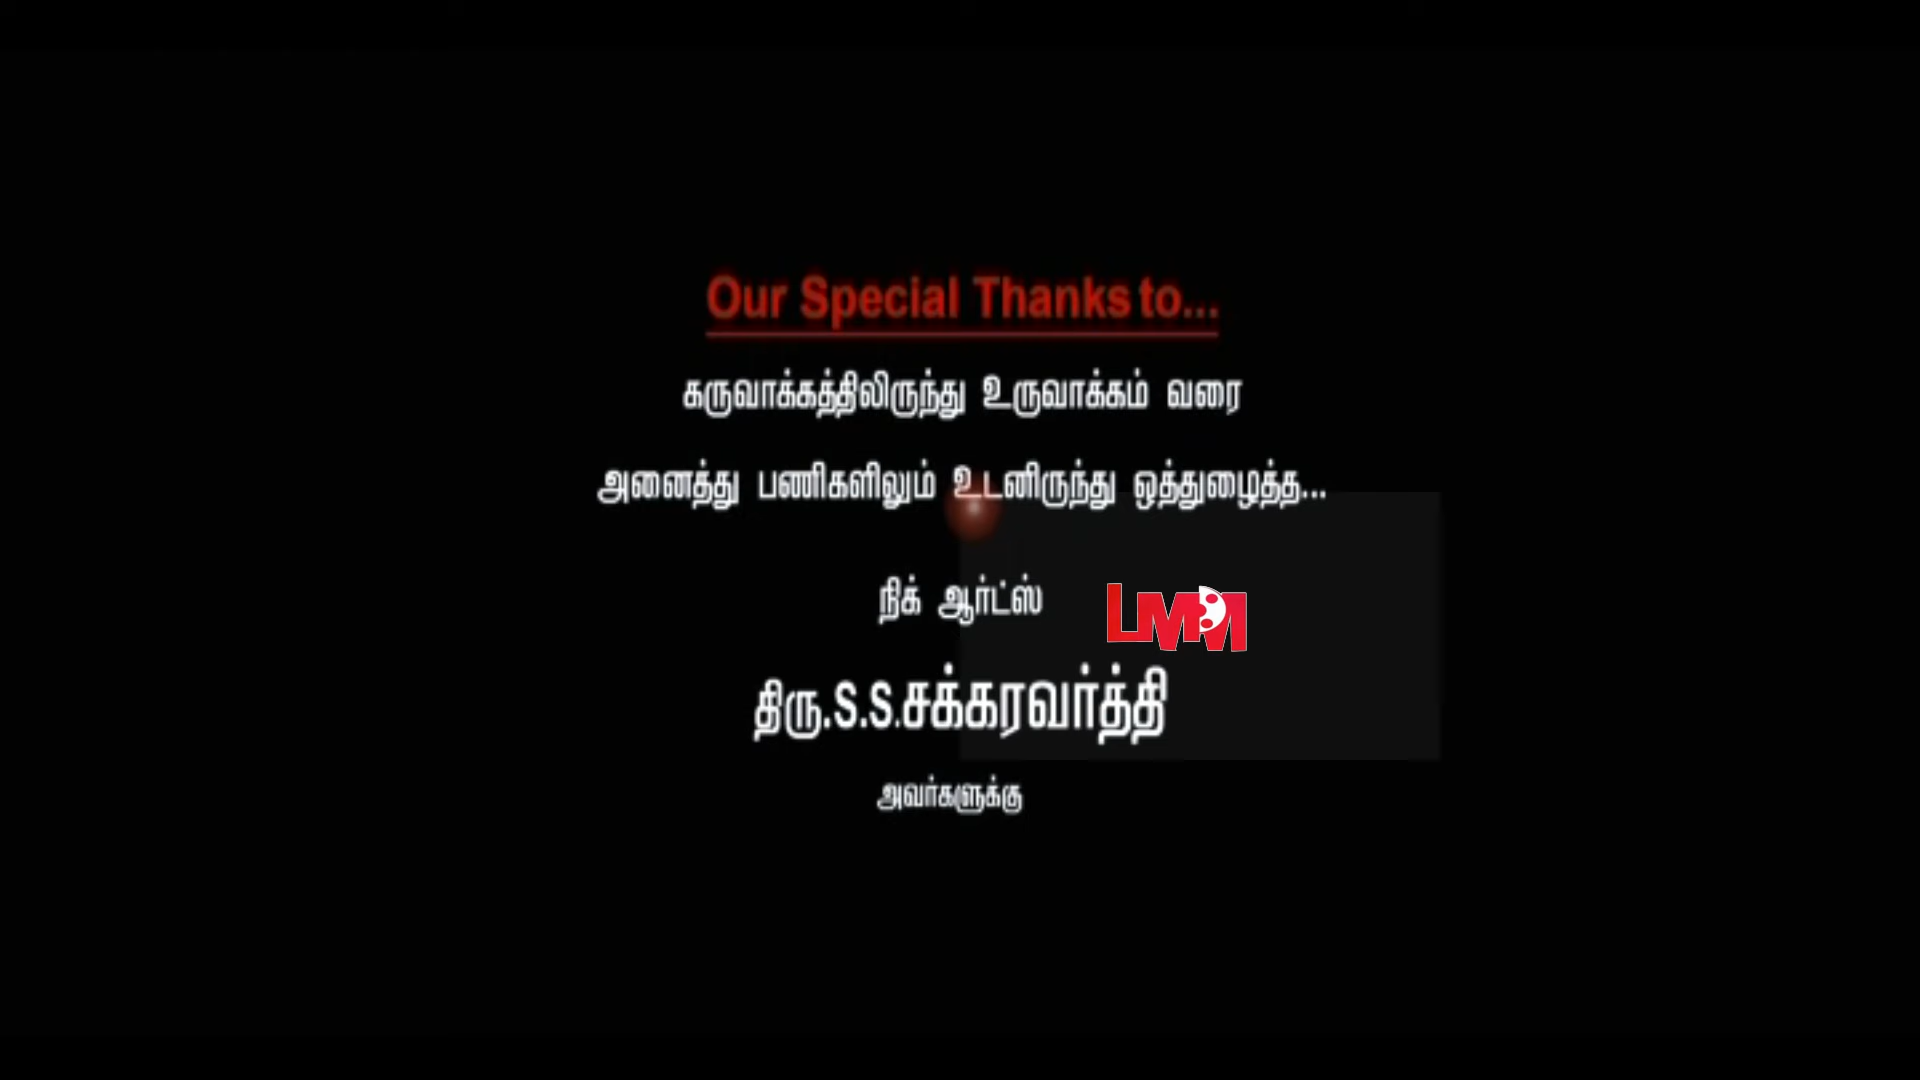 Our Special Thanks to...
கருவாக்கத்திலிருந்து உருவாக்கம் வரை
அனைத்து பணிகளிலும் உடனிருந்து ஒத்துழைத்த...
நிக் ஆர்ட்ஸ்
LMM
திரு.S.S.சக்கரவர்த்தி
அவர்களுக்கு